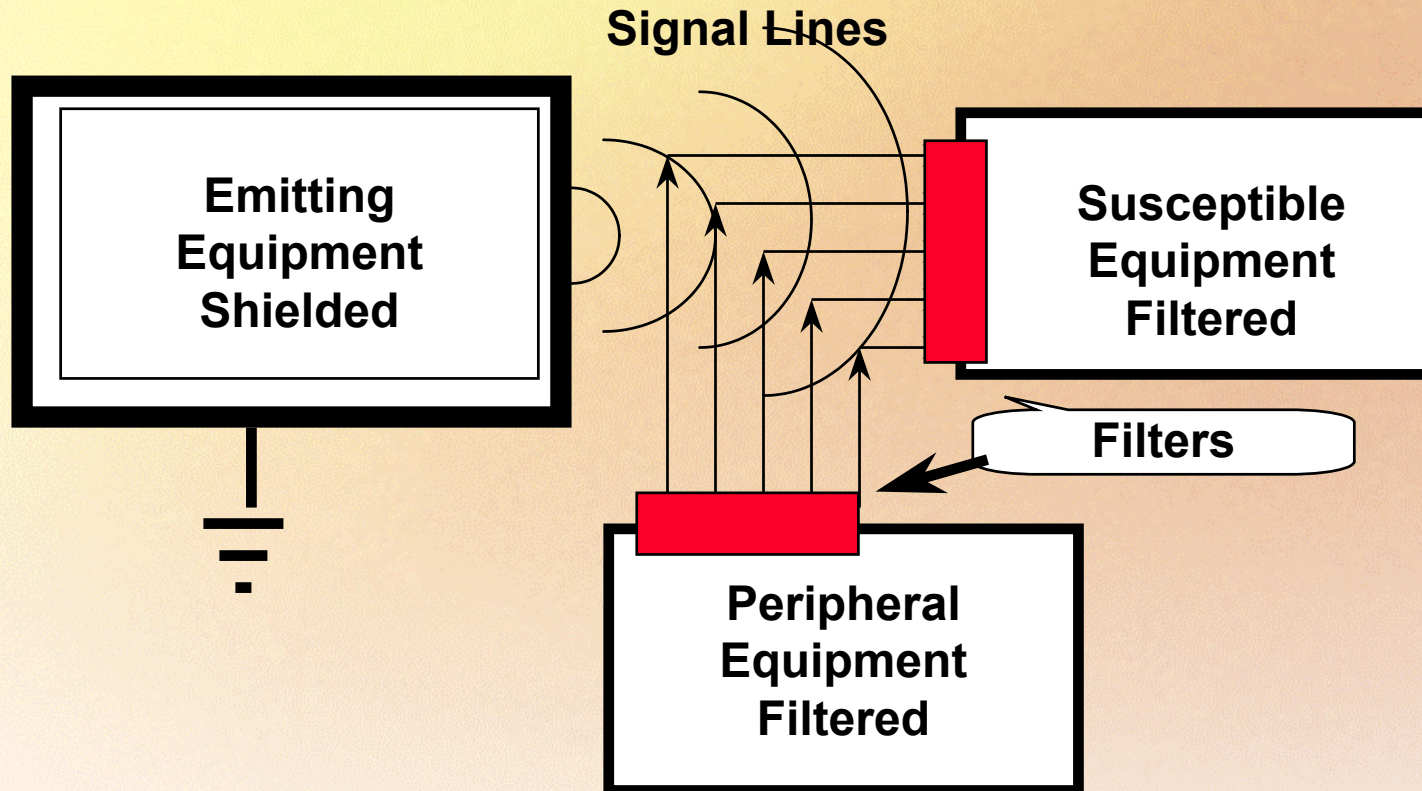 Signal Lines
Emitting
Equipment
Shielded
Susceptible
Equipment
Filtered
Filters
Peripheral
Equipment
Filtered